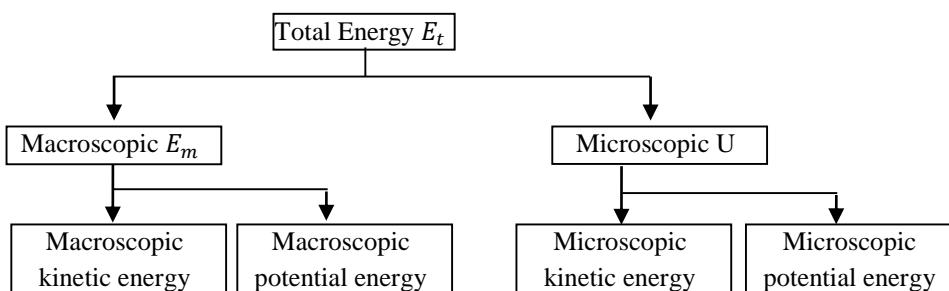 Total Energy E_t
Macroscopic E_m
Microscopic U
Macroscopic
kinetic energy
Macroscopic
potential energy
Microscopic
kinetic energy
Microscopic
potential energy